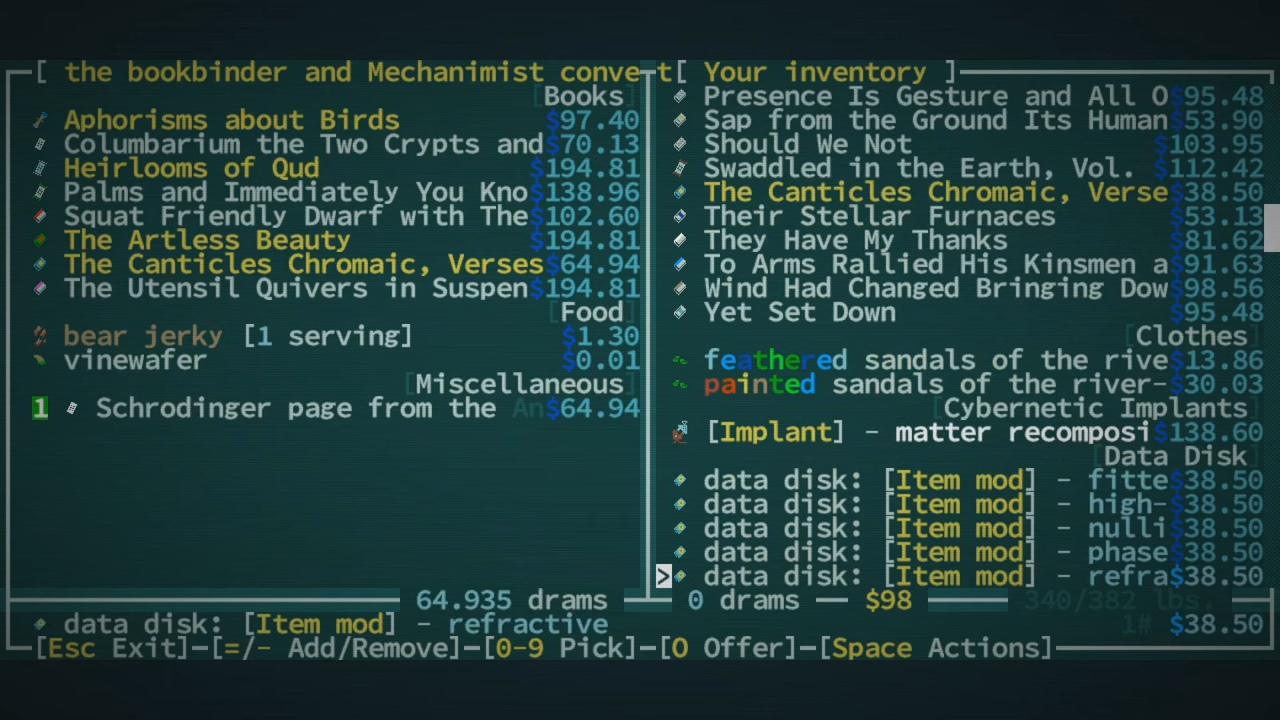 [ the bookbinder and Mechanimist convet
[Books]
Aphorisms about Birds $97.40
Columbarium the Two Crypts and $70.13
Heirlooms of Qud $194.81
Palms and Immediately You Kno $138.96
Squat Friendly Dwarf with The $102.60
The Artless Beauty $194.81
The Canticles Chromaic, Verses $64.94
The Utensil Quivers in Suspen $194.81
[Food]
bear jerky [1 serving] $1.30
vinewafer $0.01
[Miscellaneous]
1 Schrodinger page from the An $64.94
64.935 drams
[ Your inventory ]
Presence Is Gesture and All O $95.48
Sap from the Ground Its Human $53.90
Should We Not $103.95
Swaddled in the Earth, Vol. $112.42
The Canticles Chromaic, Verse $38.50
Their Stellar Furnaces $53.13
They Have My Thanks $81.62
To Arms Rallied His Kinsmen a $91.63
Wind Had Changed Bringing Dow $98.56
Yet Set Down $95.48
[Clothes]
feathered sandals of the rive $13.86
painted sandals of the river- $30.03
[Cybernetic Implants]
[Implant] - matter recomposi $138.60
[Data Disk]
data disk: [Item mod] - fitte $38.50
data disk: [Item mod] - high- $38.50
data disk: [Item mod] - nulli $38.50
data disk: [Item mod] - phase $38.50
> data disk: [Item mod] - refra $38.50
0 drams — $98 340/382 lbs.
data disk: [Item mod] - refractive 1# $38.50
[Esc Exit]-[=/- Add/Remove]-[0-9 Pick]-[O Offer]-[Space Actions]